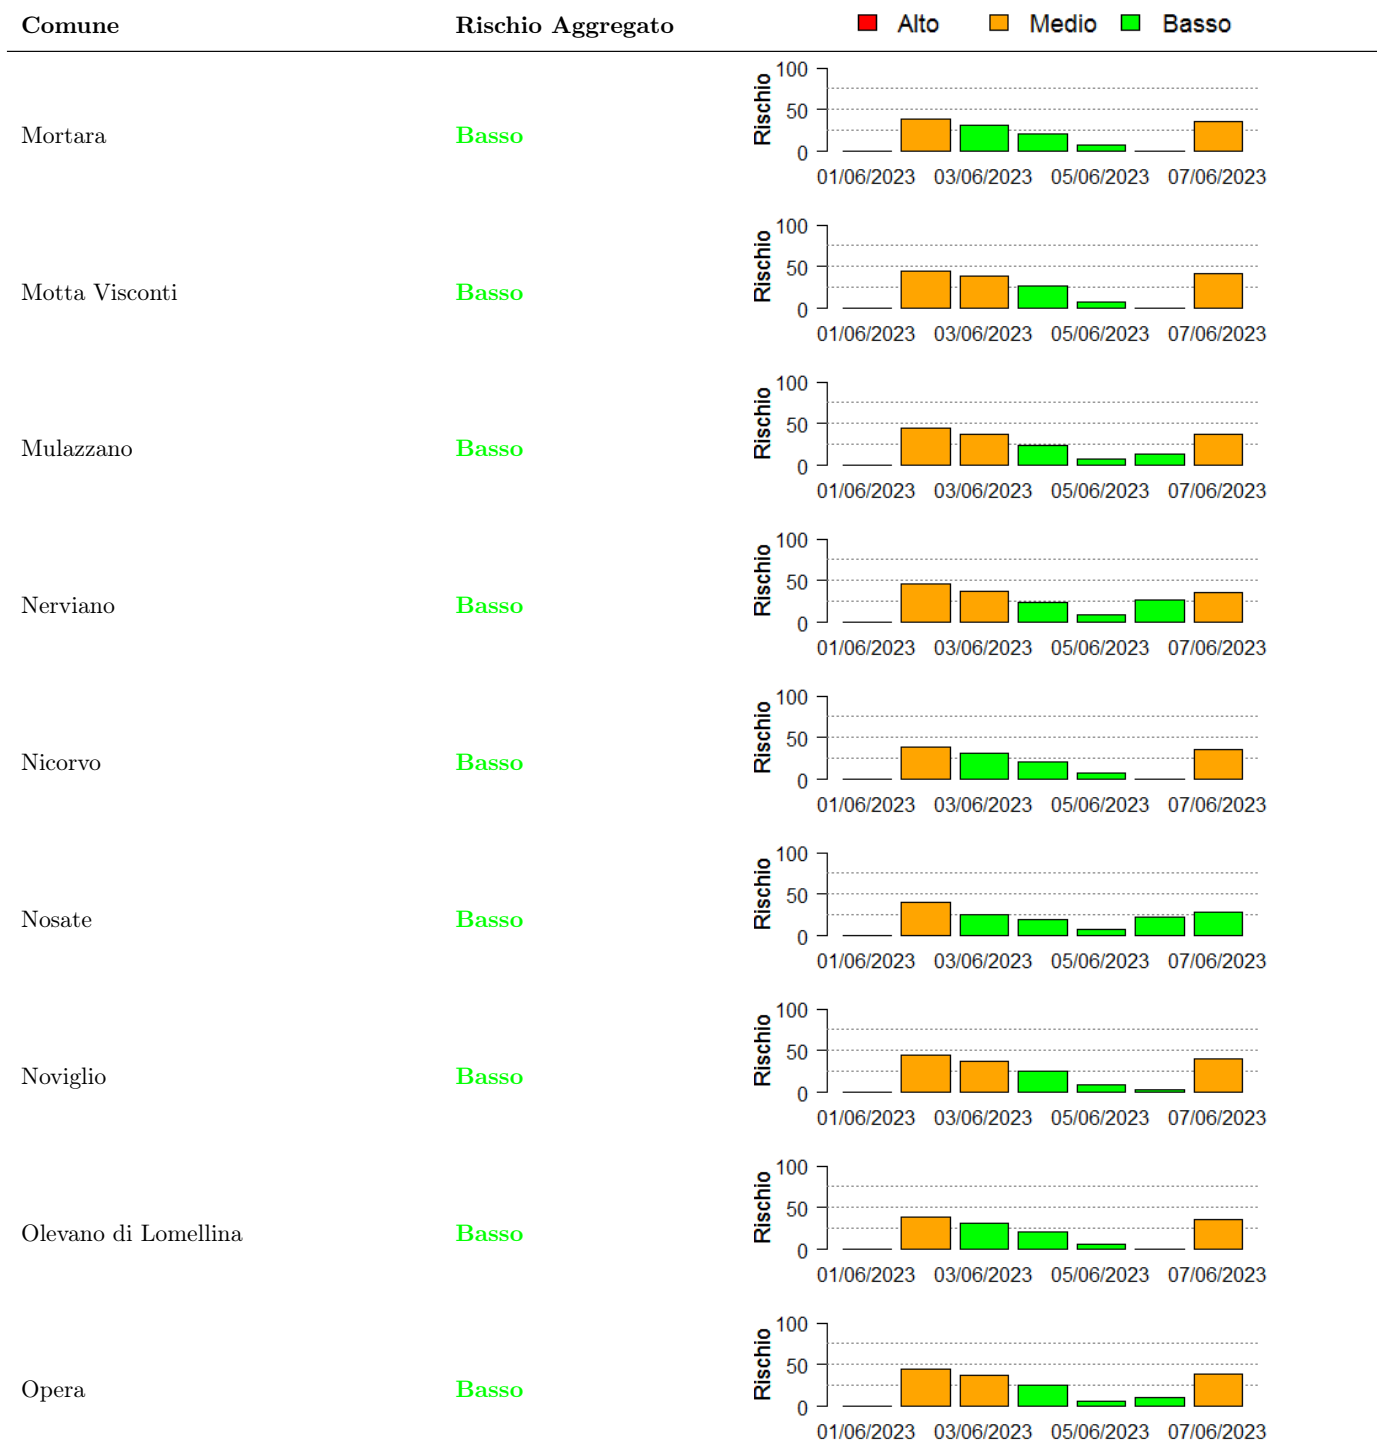 Comune Rischio Aggregato Alto Medio Basso
100
50
0
Rischio
Mortara Basso
01/06/2023 03/06/2023 05/06/2023 07/06/2023
100
50
0
Rischio
Motta Visconti Basso
01/06/2023 03/06/2023 05/06/2023 07/06/2023
100
50
0
Rischio
Mulazzano Basso
01/06/2023 03/06/2023 05/06/2023 07/06/2023
100
50
0
Rischio
Nerviano Basso
01/06/2023 03/06/2023 05/06/2023 07/06/2023
100
50
0
Rischio
Nicorvo Basso
01/06/2023 03/06/2023 05/06/2023 07/06/2023
100
50
0
Rischio
Nosate Basso
01/06/2023 03/06/2023 05/06/2023 07/06/2023
100
50
0
Rischio
Noviglio Basso
01/06/2023 03/06/2023 05/06/2023 07/06/2023
100
50
0
Rischio
Olevano di Lomellina Basso
01/06/2023 03/06/2023 05/06/2023 07/06/2023
100
50
0
Rischio
Opera Basso
01/06/2023 03/06/2023 05/06/2023 07/06/2023